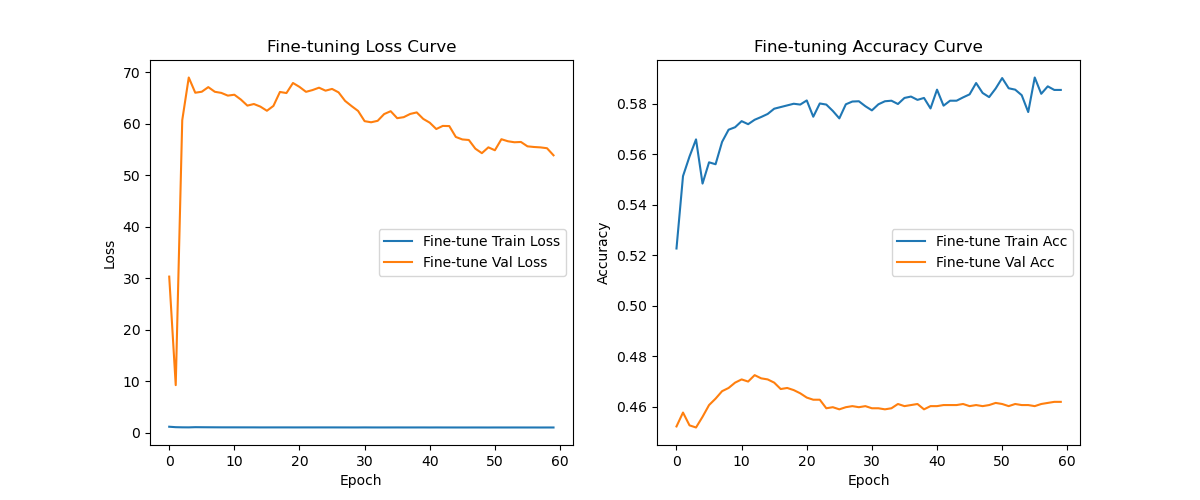 Fine-tuning Loss Curve
70
60
50
40
30
20
10
0
Loss
Fine-tune Train Loss
Fine-tune Val Loss
0 10 20 30 40 50 60
Epoch
Fine-tuning Accuracy Curve
0.58
0.56
0.54
0.52
0.50
0.48
0.46
Accuracy
Fine-tune Train Acc
Fine-tune Val Acc
0 10 20 30 40 50 60
Epoch